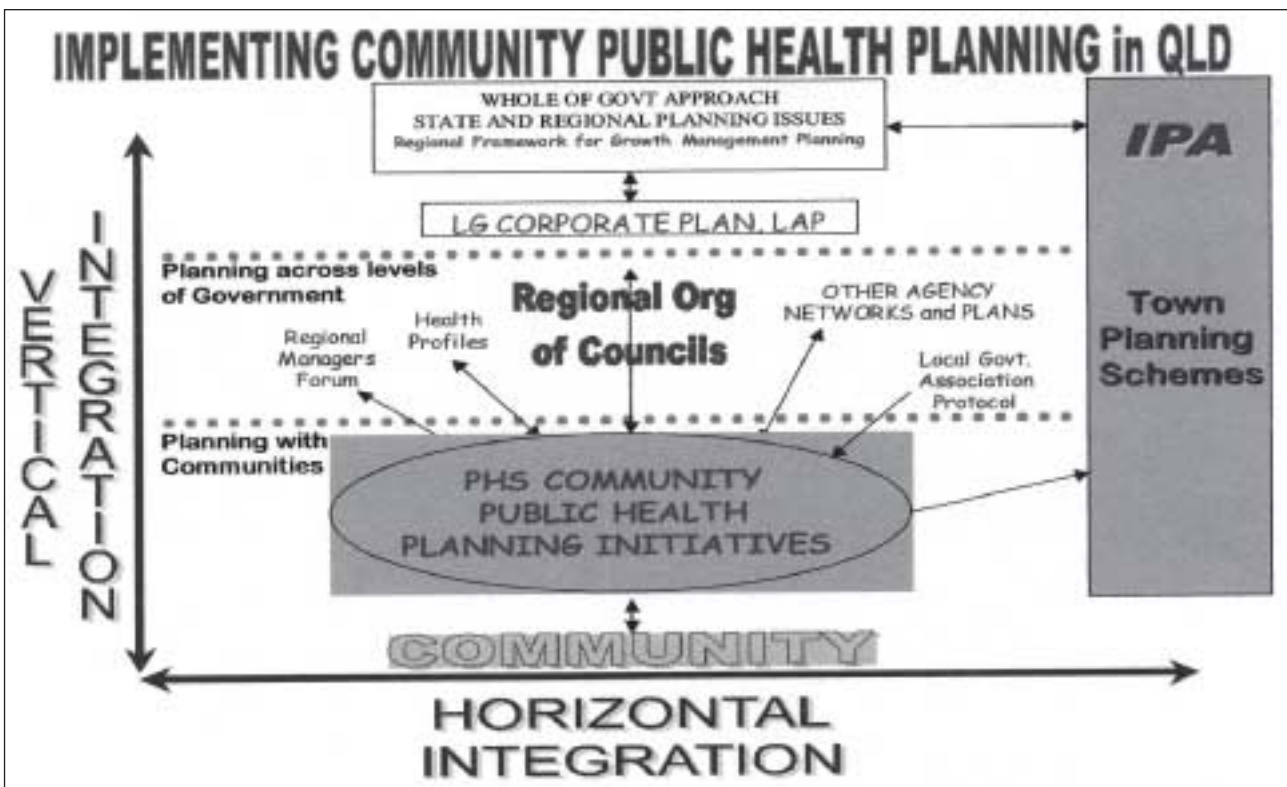 IMPLEMENTING COMMUNITY PUBLIC HEALTH PLANNING in QLD
WHOLE OF GOVT APPROACH
STATE AND REGIONAL PLANNING ISSUES
Regional Framework for Growth Management Planning
IPA
LG CORPORATE PLAN, LAP
VERTICAL
INTEGRATION
Planning across levels
of Government
Regional Org
of Councils
Health
Profiles
Regional
Managers
Forum
OTHER AGENCY
NETWORKS and PLANS
Local Govt.
Association
Protocol
Town
Planning
Schemes
Planning with
Communities
PHS COMMUNITY
PUBLIC HEALTH
PLANNING INITIATIVES
COMMUNITY
HORIZONTAL
INTEGRATION